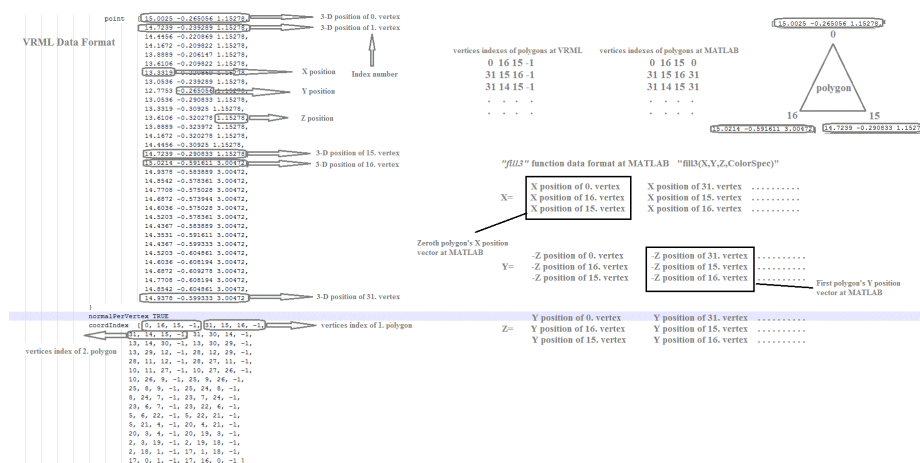 point [15.0025 -0.265056 1.15278,
14.7239 -0.239289 1.15278,
14.4456 -0.220869 1.15278,
14.1672 -0.209822 1.15278,
13.8889 -0.206147 1.15278,
13.6106 -0.209822 1.15278,
13.3319 -0.220869 1.15278,
13.0536 -0.239289 1.15278,
12.7753 -0.265056 1.15278,
13.0536 -0.290833 1.15278,
13.3319 -0.30925 1.15278,
13.6106 -0.320278 1.15278,
13.8889 -0.323972 1.15278,
14.1672 -0.320278 1.15278,
14.4456 -0.30925 1.15278,
14.7239 -0.290833 1.15278,
15.0214 -0.591611 3.00472,
14.9378 -0.583889 3.00472,
14.8542 -0.578361 3.00472,
14.7708 -0.575028 3.00472,
14.6872 -0.573944 3.00472,
14.6036 -0.575028 3.00472,
14.5203 -0.578361 3.00472,
14.4367 -0.583889 3.00472,
14.3531 -0.591611 3.00472,
14.4367 -0.599333 3.00472,
14.5203 -0.604861 3.00472,
14.6036 -0.608194 3.00472,
14.6872 -0.609278 3.00472,
14.7708 -0.608194 3.00472,
14.8542 -0.604861 3.00472,
14.9378 -0.599333 3.00472]
}
normalPerVertex TRUE
coordIndex [ 0, 16, 15, -1, 31, 15, 16, -1,
31, 14, 15, -1, 31, 30, 14, -1,
13, 14, 30, -1, 13, 30, 29, -1,
13, 29, 12, -1, 28, 12, 29, -1,
28, 11, 12, -1, 28, 27, 11, -1,
10, 11, 27, -1, 10, 27, 26, -1,
10, 26, 9, -1, 25, 9, 26, -1,
25, 8, 9, -1, 25, 24, 8, -1,
8, 24, 7, -1, 23, 7, 24, -1,
23, 6, 7, -1, 23, 22, 6, -1,
5, 6, 22, -1, 5, 22, 21, -1,
5, 21, 4, -1, 20, 4, 21, -1,
20, 3, 4, -1, 20, 19, 3, -1,
2, 3, 19, -1, 2, 19, 18, -1,
2, 18, 1, -1, 17, 1, 18, -1,
17, 0, 1, -1, 17, 16, 0, -1 ]
VRML Data Format
3-D position of 0. vertex
3-D position of 1. vertex
Index number
X position
Y position
Z position
3-D position of 15. vertex
3-D position of 16. vertex
3-D position of 31. vertex
vertices index of 1. polygon
vertices index of 2. polygon
vertices indexes of polygons at VRML
0 16 15 -1
31 15 16 -1
31 14 15 -1
. . . .
vertices indexes of polygons at MATLAB
0 16 15 0
31 15 16 31
31 14 15 31
. . . .
15.0025 -0.265056 1.15278,
0
polygon
16 15
15.0214 -0.591611 3.00472,
14.7239 -0.290833 1.1527
"fill3" function data format at MATLAB "fill3(X,Y,Z,ColorSpec)"
X position of 0. vertex X position of 31. vertex ..........
X= X position of 16. vertex X position of 15. vertex ..........
X position of 15. vertex X position of 16. vertex ..........
Zeroth polygon's X position
vector at MATLAB
-Z position of 0. vertex -Z position of 31. vertex ..........
Y= -Z position of 16. vertex -Z position of 15. vertex ..........
-Z position of 15. vertex -Z position of 16. vertex ..........
First polygon's Y position
vector at MATLAB
Y position of 0. vertex Y position of 31. vertex ..........
Z= Y position of 16. vertex Y position of 15. vertex ..........
Y position of 15. vertex Y position of 16. vertex ..........